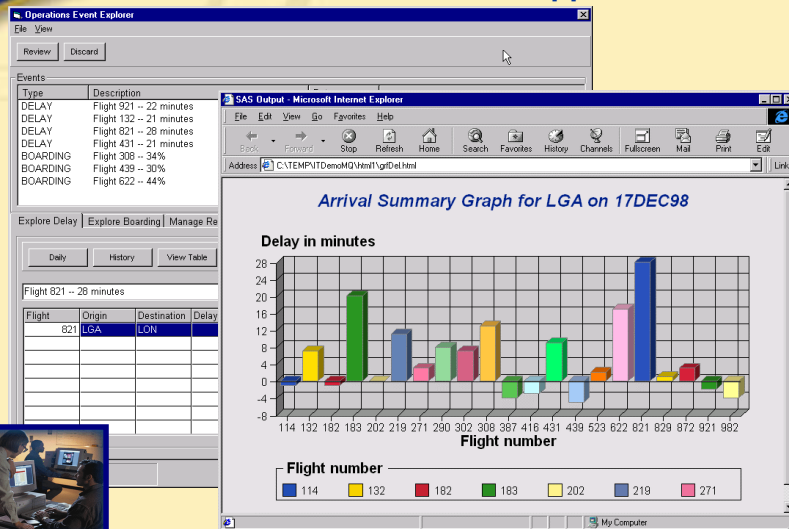 Operations Event Explorer
File View
Review Discard
Events
Type Description
DELAY Flight 921 -- 22 minutes
DELAY Flight 132 -- 21 minutes
DELAY Flight 821 -- 28 minutes
DELAY Flight 431 -- 21 minutes
BOARDING Flight 308 -- 34%
BOARDING Flight 439 -- 30%
BOARDING Flight 622 -- 44%
Explore Delay Explore Boarding Manage Re
Daily History View Table
Flight 821 -- 28 minutes
Flight Origin Destination Delay
821 LGA LON
SAS Output - Microsoft Internet Explorer
File Edit View Go Favorites Help
Back Forward Stop Refresh Home Search Favorites History Channels Fullscreen Mail Print Edit
Address C:\TEMP\ITDemoMQ\html1\grfDel.html Link
Arrival Summary Graph for LGA on 17DEC98
Delay in minutes
28
24
20
16
12
8
4
0
-4
-8
114 132 182 183 202 219 271 290 302 308 387 416 431 439 523 622 821 829 872 921 982
Flight number
Flight number
114 132 182 183 202 219 271
My Computer